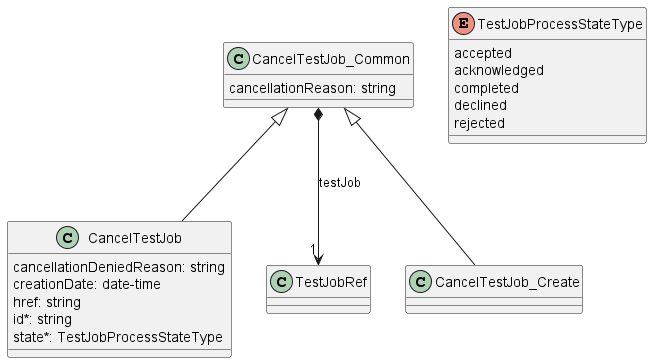 C CancelTestJob_Common
cancellationReason: string
E TestJobProcessStateType
accepted
acknowledged
completed
declined
rejected
testJob
1
C CancelTestJob
cancellationDeniedReason: string
creationDate: date-time
href: string
id*: string
state*: TestJobProcessStateType
C TestJobRef
C CancelTestJob_Create